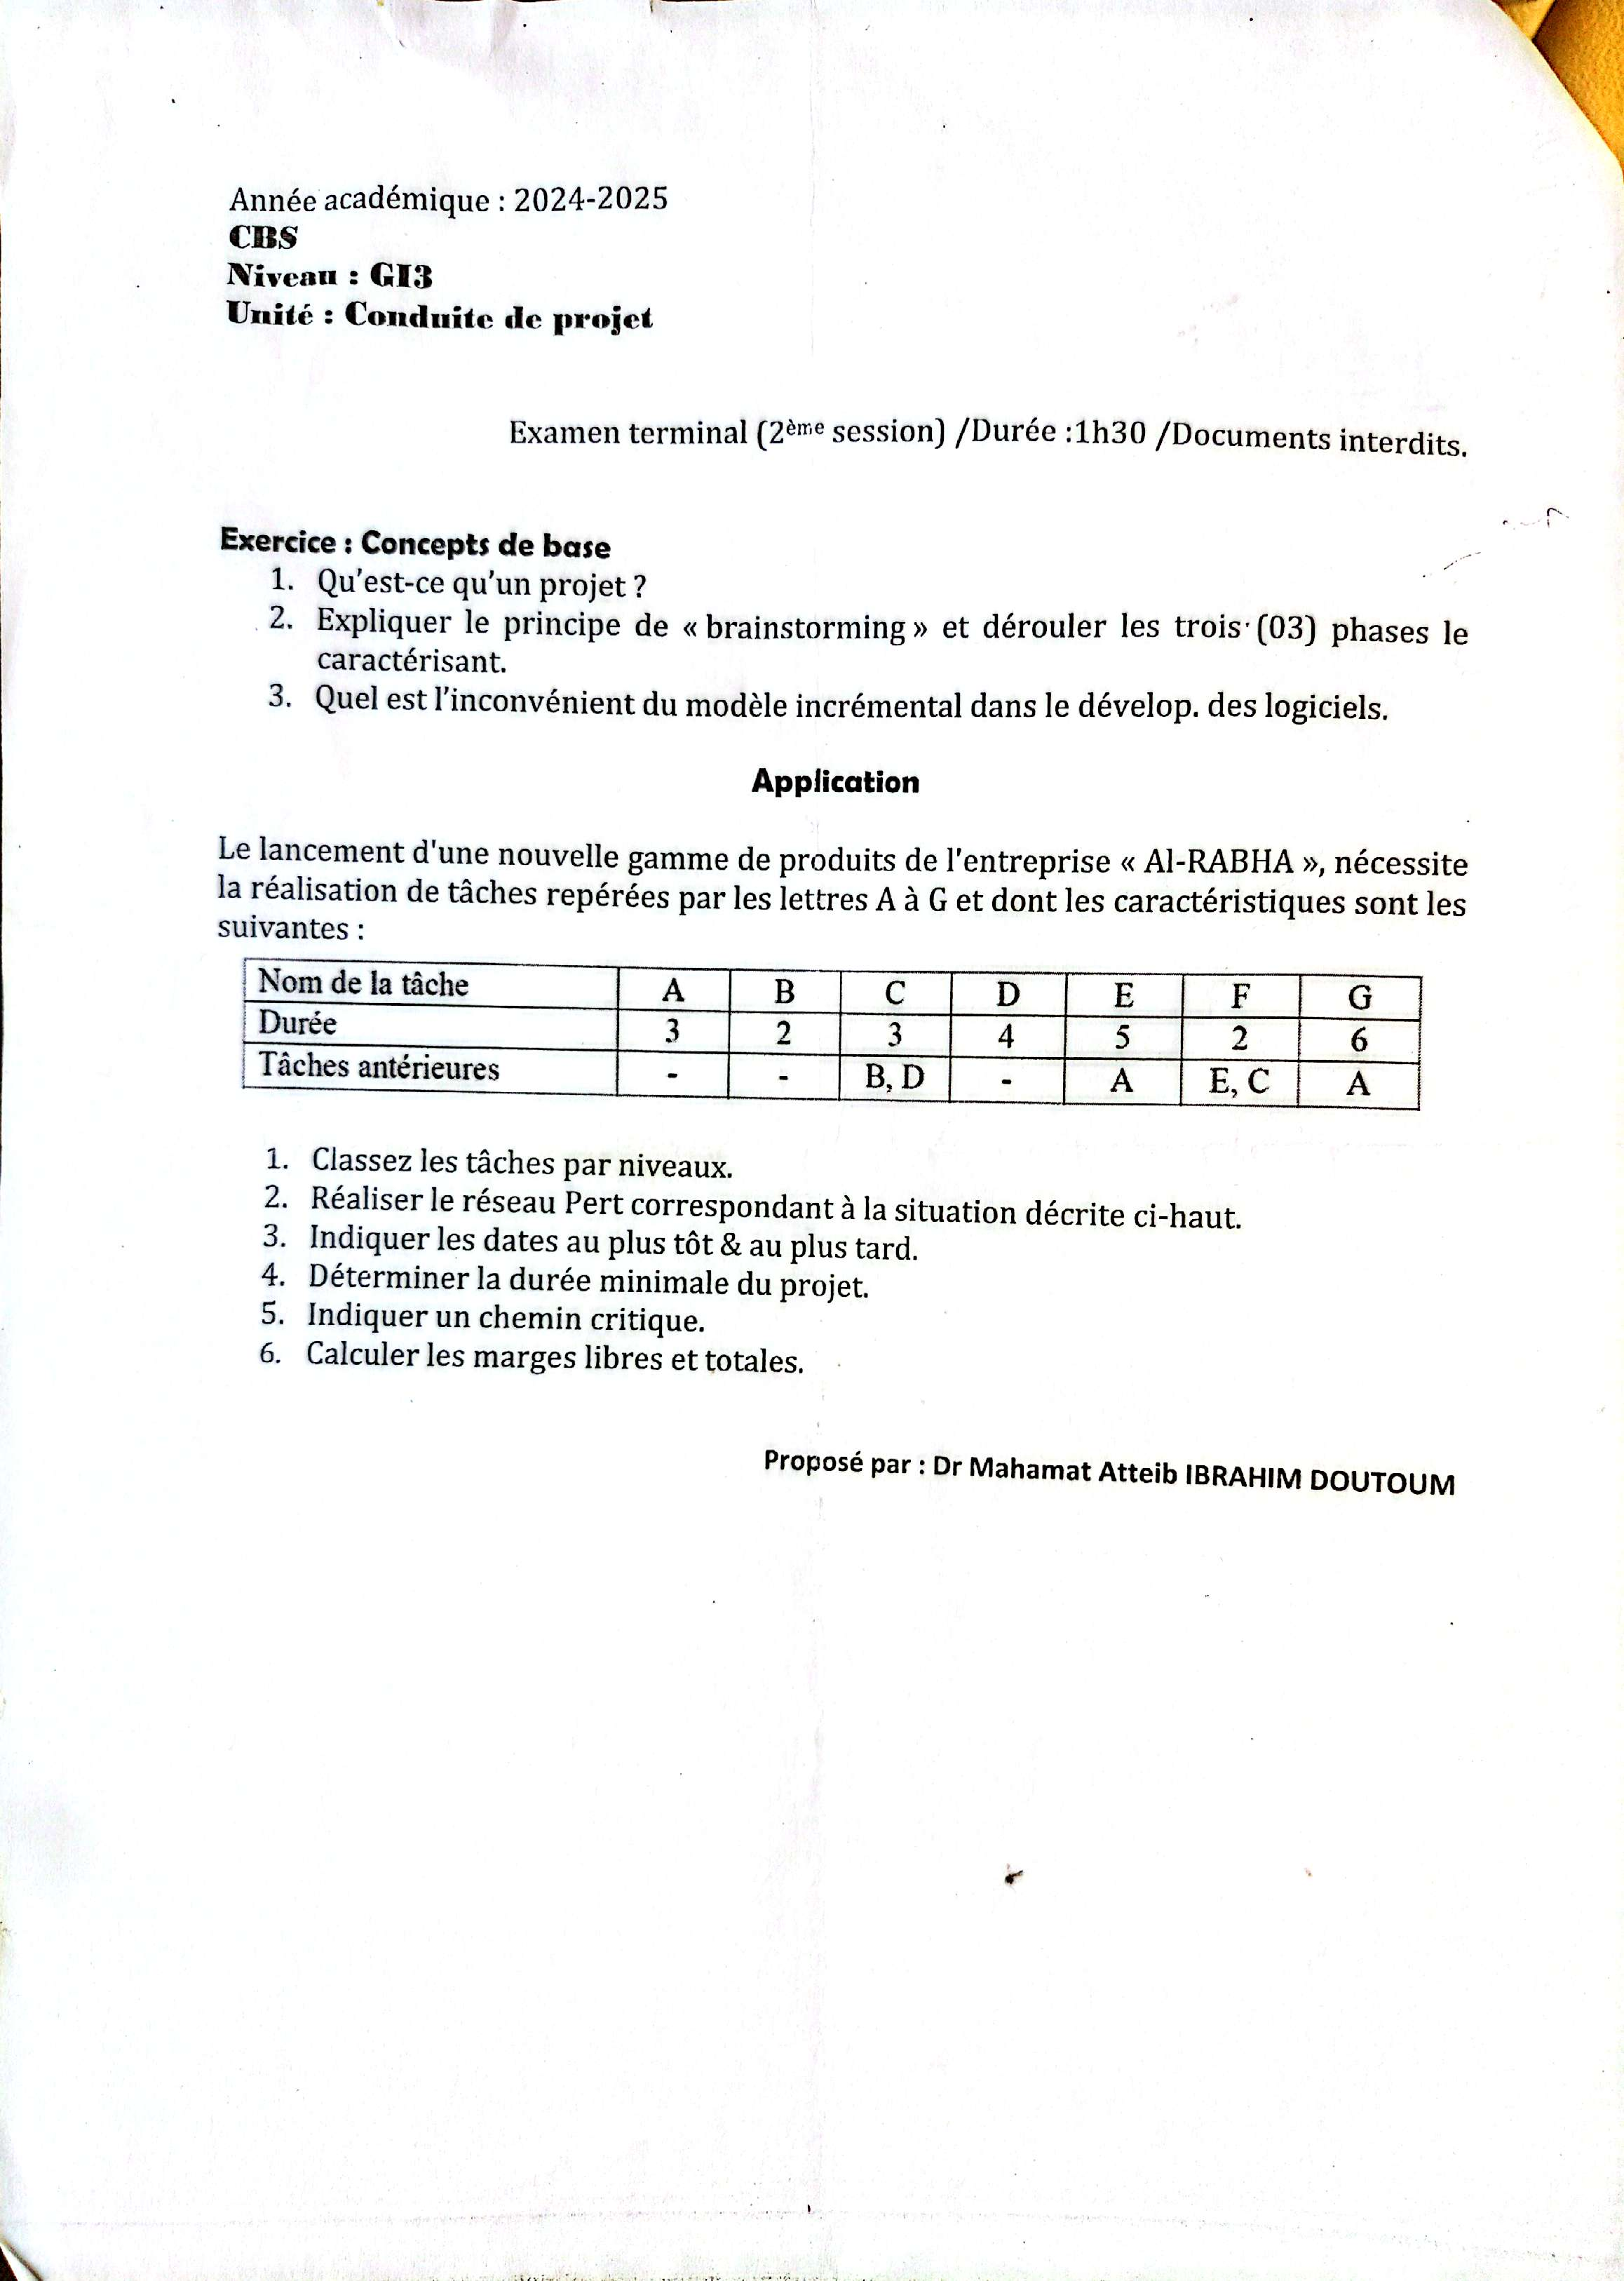 Année académique : 2024-2025
CBS
Niveau : GI3
Unité : Conduite de projet
Examen terminal (2ème session) /Durée :1h30 /Documents interdits.
Exercice : Concepts de base
1. Qu'est-ce qu'un projet ?
2. Expliquer le principe de « brainstorming » et dérouler les trois (03) phases le
caractérisant.
3. Quel est l'inconvénient du modèle incrémental dans le dévelop. des logiciels.
Application
Le lancement d'une nouvelle gamme de produits de l'entreprise « Al-RABHA », nécessite
la réalisation de tâches repérées par les lettres A à G et dont les caractéristiques sont les
suivantes :
Nom de la tâche A B C D E F G
Durée 3 2 3 4 5 2 6
Tâches antérieures - - B, D - A E, C A
1. Classez les tâches par niveaux.
2. Réaliser le réseau Pert correspondant à la situation décrite ci-haut.
3. Indiquer les dates au plus tôt & au plus tard.
4. Déterminer la durée minimale du projet.
5. Indiquer un chemin critique.
6. Calculer les marges libres et totales.
Proposé par : Dr Mahamat Atteib IBRAHIM DOUTOUM